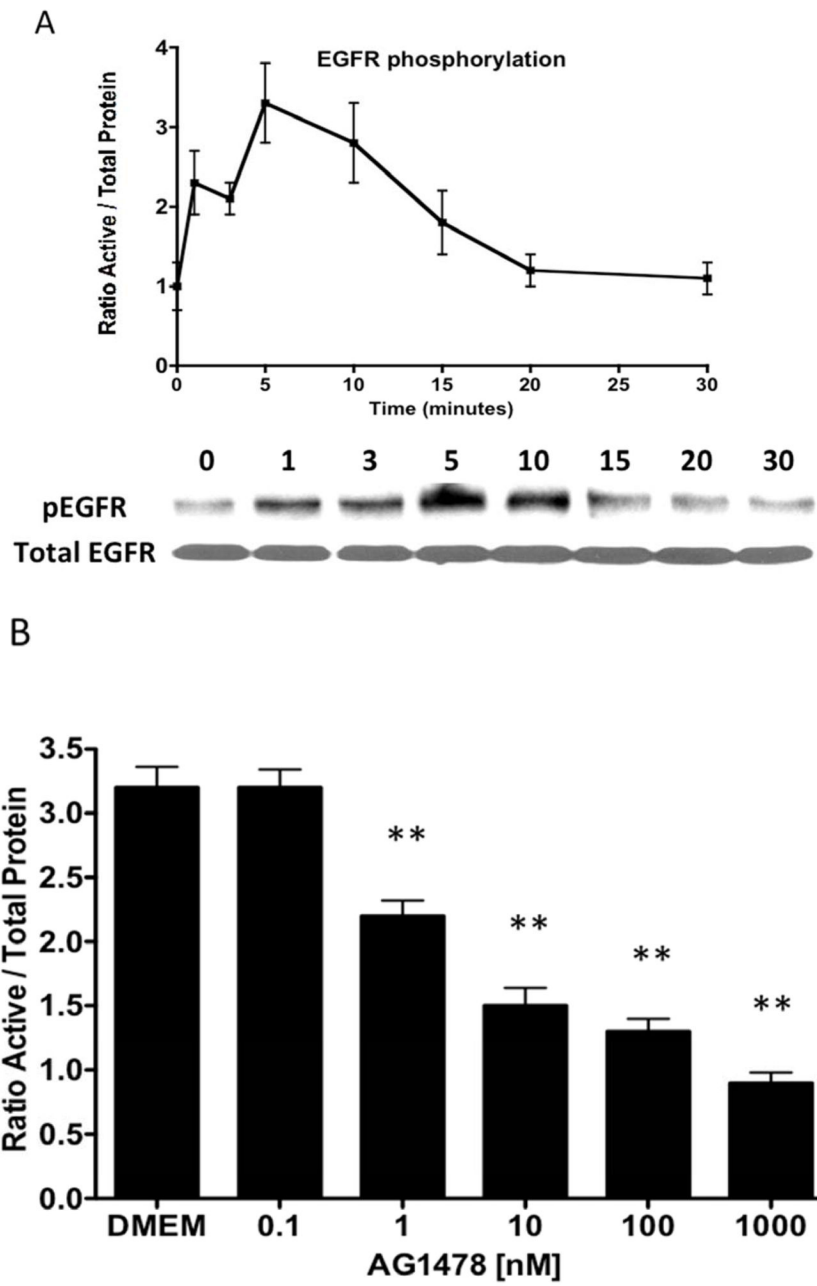 A
EGFR phosphorylation
Ratio Active / Total Protein
4
3
2
1
0
0 5 10 15 20 25 30
Time (minutes)
0 1 3 5 10 15 20 30
pEGFR
Total EGFR
B
Ratio Active / Total Protein
3.5
3.0
2.5
2.0
1.5
1.0
0.5
0.0
**
**
**
**
DMEM 0.1 1 10 100 1000
AG1478 [nM]